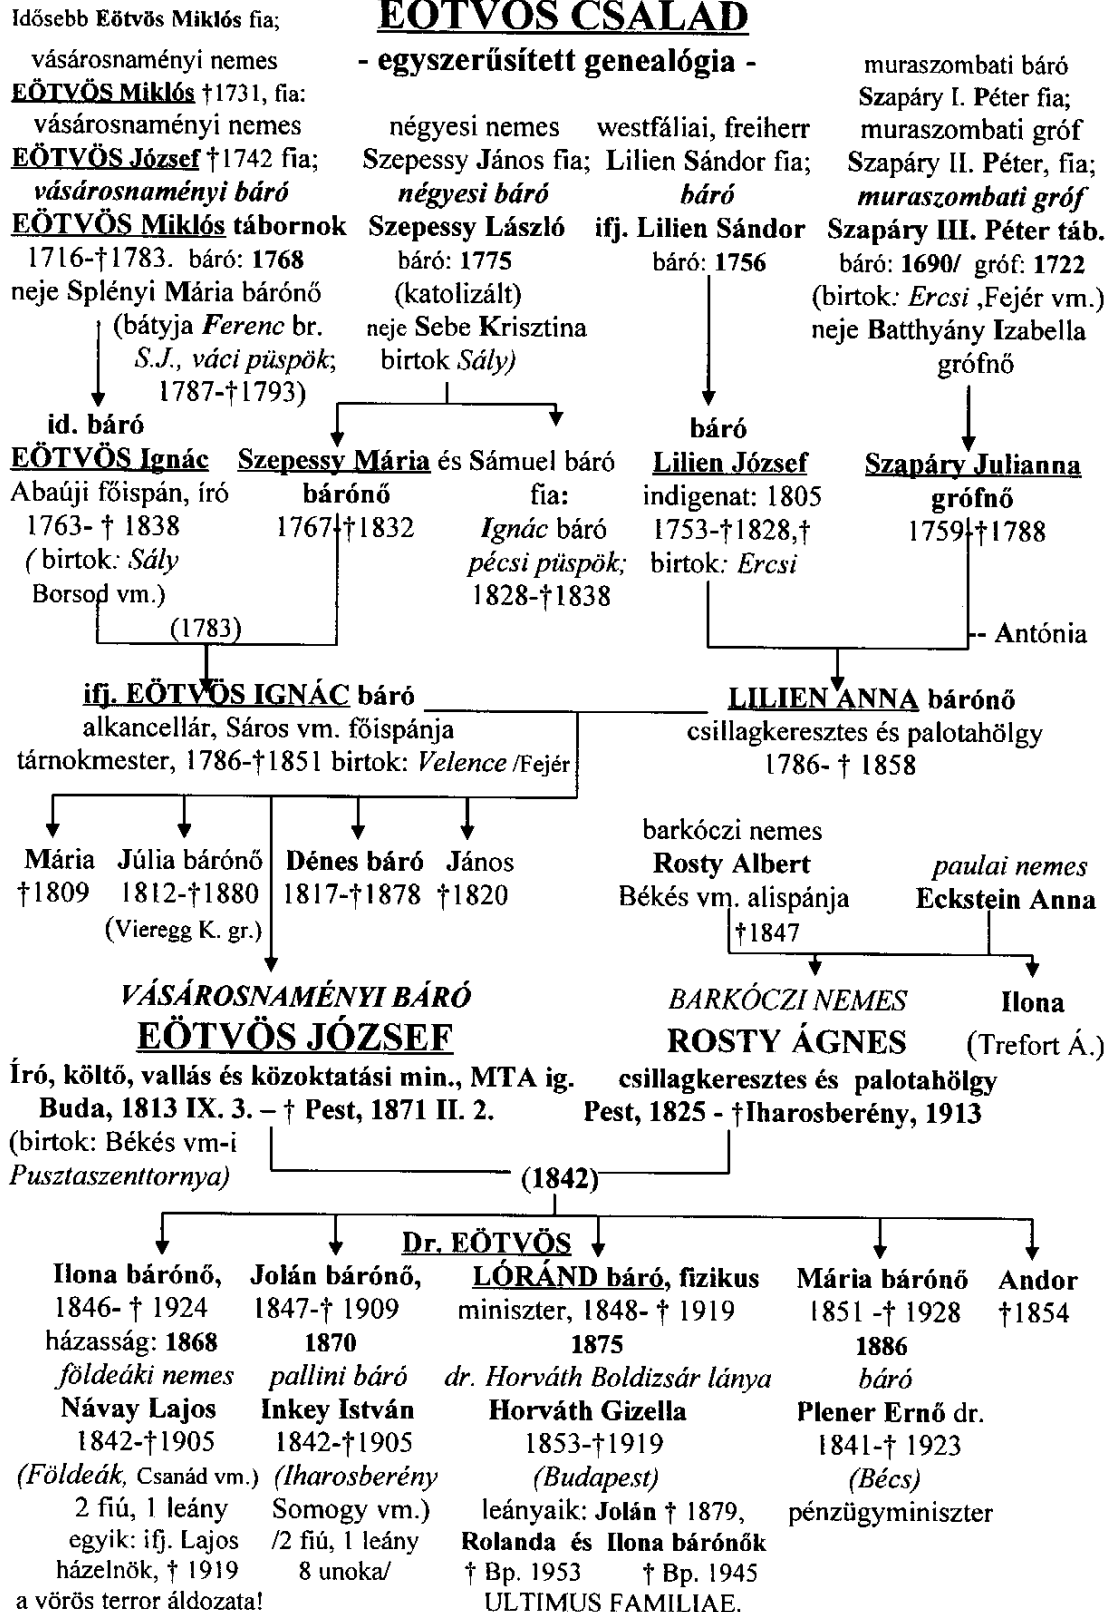 EÖTVÖS CSALÁD
- egyszerűsített genealógia -
Idősebb Eötvös Miklós fia;
vásárosnaményi nemes
EÖTVÖS Miklós †1731, fia:
vásárosnaményi nemes
EÖTVÖS József †1742 fia;
vásárosnaményi báró
EÖTVÖS Miklós tábornok
1716-†1783. báró: 1768
neje Splényi Mária bárónő
(bátyja Ferenc br.
S.J., váci püspök;
1787-†1793)
négyesi nemes
Szepessy János fia;
négyesi báró
Szepessy László
báró: 1775
(katolizált)
neje Sebe Krisztina
birtok Sály)
westfáliai, freiherr
Lilien Sándor fia;
báró
ifj. Lilien Sándor
báró: 1756
muraszombati báró
Szapáry I. Péter fia;
muraszombati gróf
Szapáry II. Péter, fia;
muraszombati gróf
Szapáry III. Péter táb.
báró: 1690/ gróf: 1722
(birtok: Ercsi ,Fejér vm.)
neje Batthyány Izabella
grófnő
id. báró
EÖTVÖS Ignác
Abaúji főispán, író
1763- † 1838
( birtok: Sály
Borsod vm.)
Szepessy Mária és Sámuel báró
bárónő
1767-†1832
fia:
Ignác báró
pécsi püspök;
1828-†1838
báró
Lilien József
indigenat: 1805
1753-†1828,†
birtok: Ercsi
Szapáry Julianna
grófnő
1759-†1788
(1783)
-- Antónia
ifj. EÖTVÖS IGNÁC báró
alkancellár, Sáros vm. főispánja
tárnokmester, 1786-†1851 birtok: Velence /Fejér
LILIEN ANNA bárónő
csillagkeresztes és palotahölgy
1786- † 1858
Mária
†1809
Júlia bárónő
1812-†1880
(Vieregg K. gr.)
Dénes báró
1817-†1878
János
†1820
barkóczi nemes
Rosty Albert
Békés vm. alispánja
†1847
paulai nemes
Eckstein Anna
VÁSÁROSNAMÉNYI BÁRÓ
EÖTVÖS JÓZSEF
Író, költő, vallás és közoktatási min., MTA ig.
Buda, 1813 IX. 3. – † Pest, 1871 II. 2.
(birtok: Békés vm-i
Pusztaszenttornya)
BARKÓCZI NEMES
ROSTY ÁGNES
csillagkeresztes és palotahölgy
Pest, 1825 - †Iharosberény, 1913
Ilona
(Trefort Á.)
(1842)
Ilona bárónő,
1846- † 1924
házasság: 1868
földeáki nemes
Návay Lajos
1842-†1905
(Földeák, Csanád vm.)
2 fiú, 1 leány
egyik: ifj. Lajos
házelnök, † 1919
a vörös terror áldozata!
Jolán bárónő,
1847-† 1909
1870
pallini báró
Inkey István
1842-†1905
(Iharosberény
Somogy vm.)
/2 fiú, 1 leány
8 unoka/
Dr. EÖTVÖS
LÓRÁND báró, fizikus
miniszter, 1848- † 1919
1875
dr. Horváth Boldizsár lánya
Horváth Gizella
1853-†1919
(Budapest)
leányaik: Jolán † 1879,
Rolanda és Ilona bárónők
† Bp. 1953 † Bp. 1945
ULTIMUS FAMILIAE.
Mária bárónő
1851 -† 1928
1886
báró
Plener Ernő dr.
1841-† 1923
(Bécs)
pénzügyminiszter
Andor
†1854